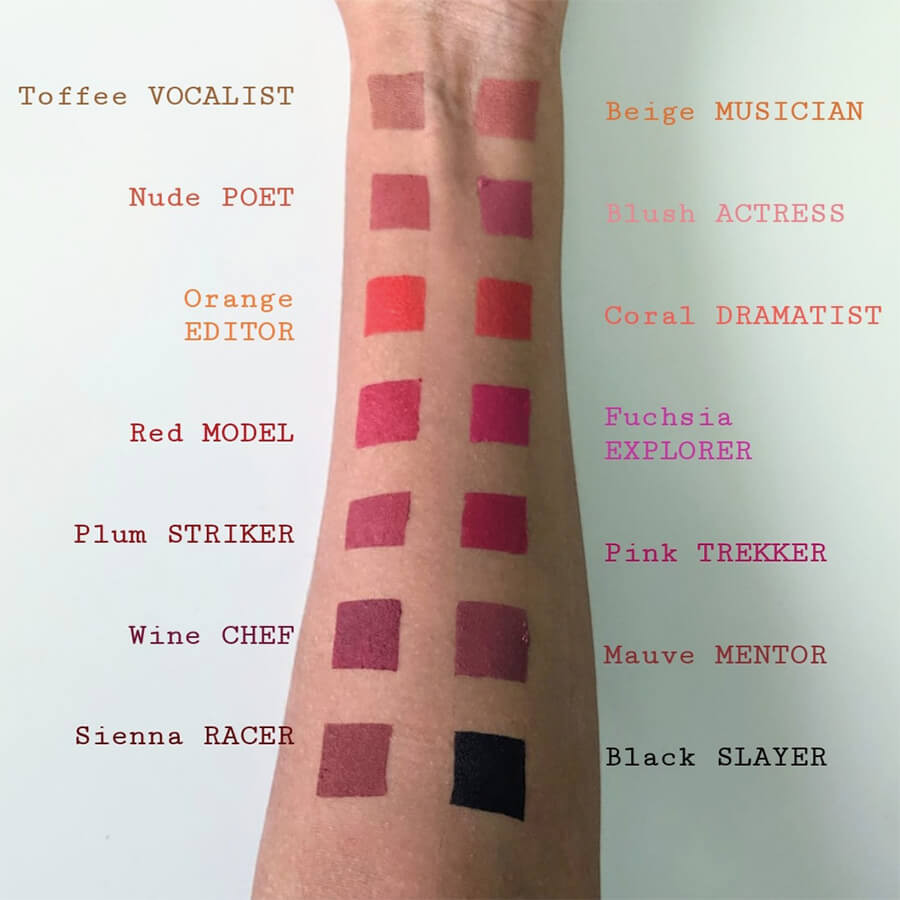 Toffee VOCALIST
Beige MUSICIAN
Nude POET
Blush ACTRESS
Orange
EDITOR
Coral DRAMATIST
Red MODEL
Fuchsia
EXPLORER
Plum STRIKER
Pink TREKKER
Wine CHEF
Mauve MENTOR
Sienna RACER
Black SLAYER